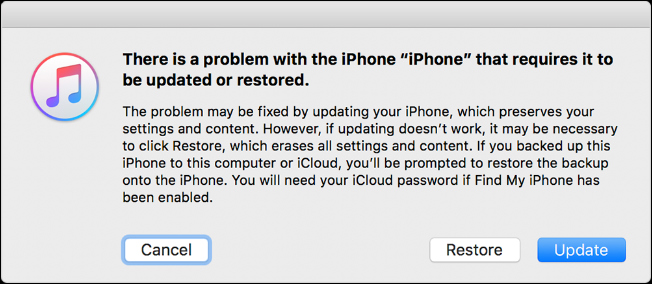 There is a problem with the iPhone “iPhone” that requires it to
be updated or restored.
The problem may be fixed by updating your iPhone, which preserves your
settings and content. However, if updating doesn’t work, it may be necessary
to click Restore, which erases all settings and content. If you backed up this
iPhone to this computer or iCloud, you’ll be prompted to restore the backup
onto the iPhone. You will need your iCloud password if Find My iPhone has
been enabled.
Cancel
Restore
Update